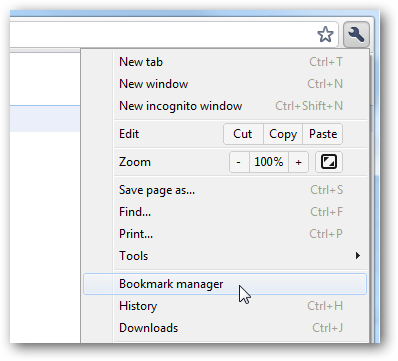 New tab Ctrl+T
New window Ctrl+N
New incognito window Ctrl+Shift+N
Edit Cut Copy Paste
Zoom - 100% +
Save page as... Ctrl+S
Find... Ctrl+F
Print... Ctrl+P
Tools
Bookmark manager
History Ctrl+H
Downloads Ctrl+J